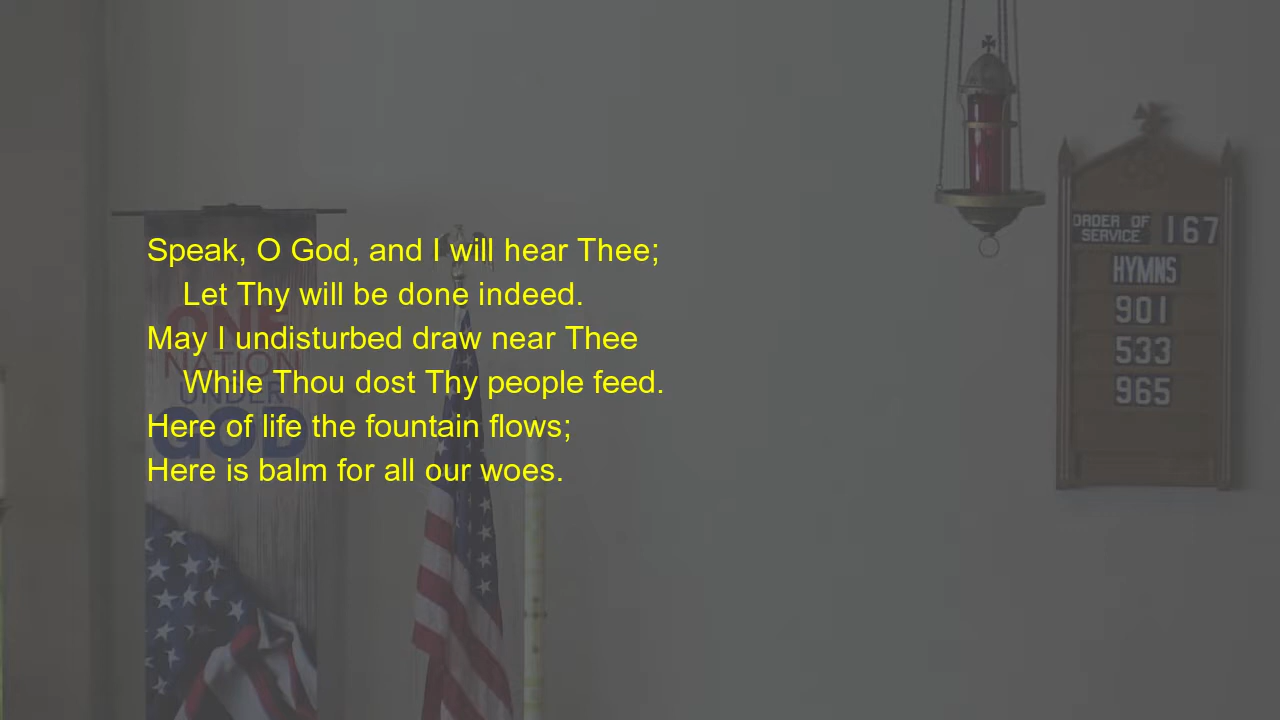 Speak, O God, and I will hear Thee;
Let Thy will be done indeed.
May I undisturbed draw near Thee
While Thou dost Thy people feed.
Here of life the fountain flows;
Here is balm for all our woes.
ONE
NATION
UNDER
GOD
ORDER OF
SERVICE 167
HYMNS
901
533
965